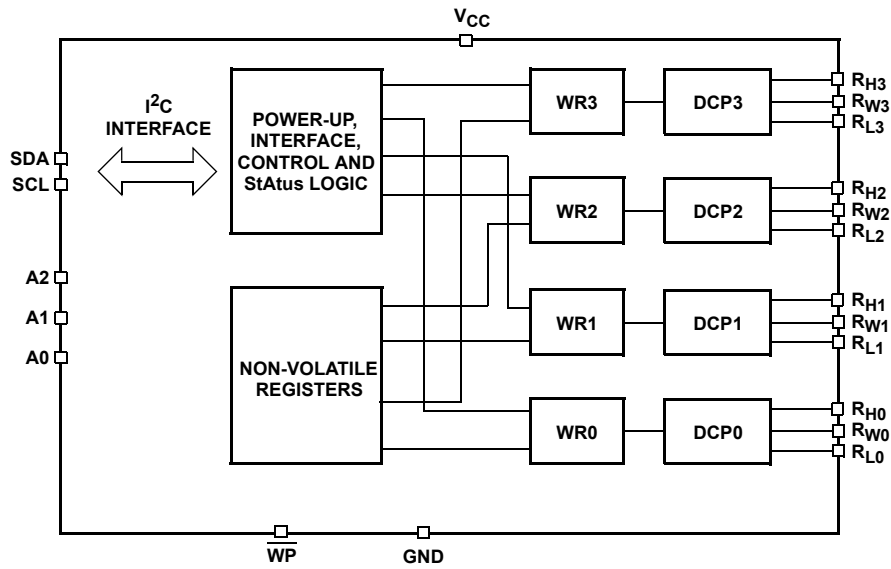 VCC
I2C
INTERFACE
SDA
SCL
A2
A1
A0
POWER-UP,
INTERFACE,
CONTROL AND
StAtus LOGIC
NON-VOLATILE
REGISTERS
WR3
DCP3
RH3
RW3
RL3
WR2
DCP2
RH2
RW2
RL2
WR1
DCP1
RH1
RW1
RL1
WR0
DCP0
RH0
RW0
RL0
WP
GND